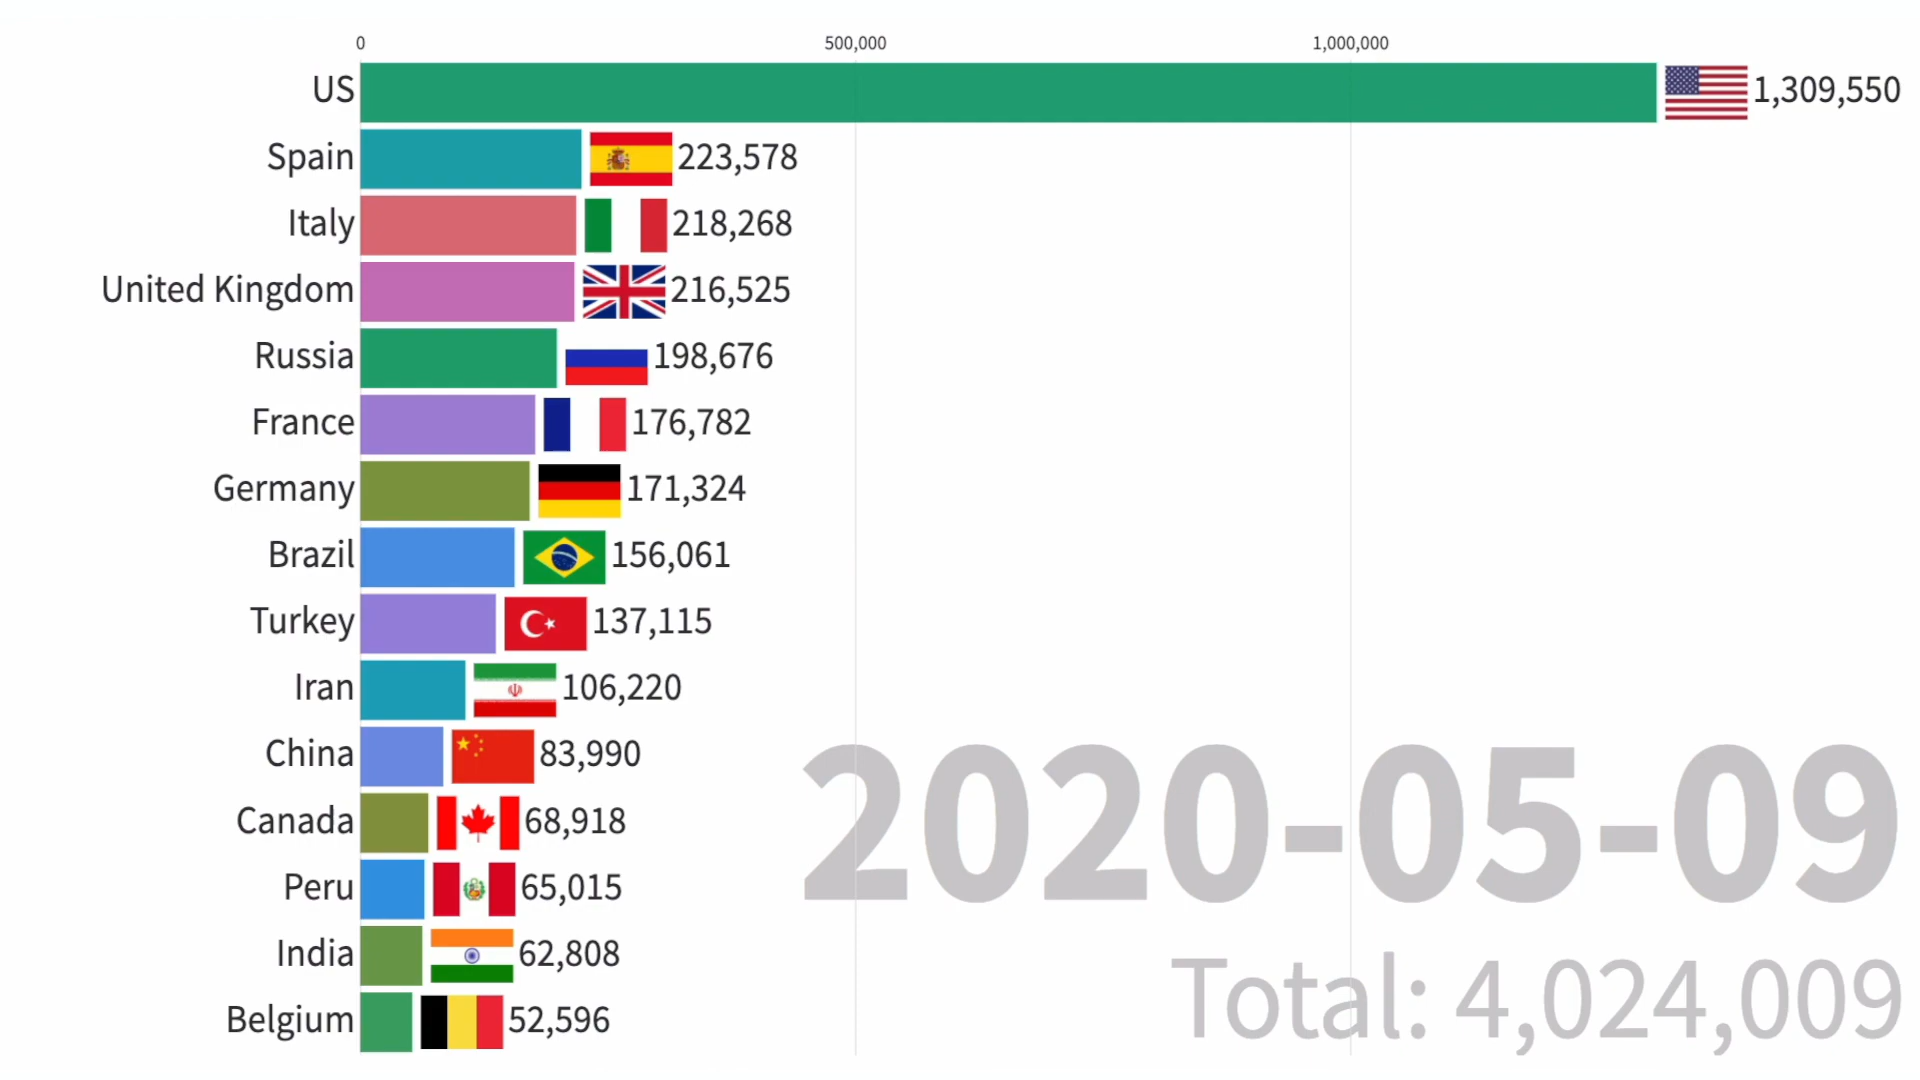 0 500,000 1,000,000
US 1,309,550
Spain 223,578
Italy 218,268
United Kingdom 216,525
Russia 198,676
France 176,782
Germany 171,324
Brazil 156,061
Turkey 137,115
Iran 106,220
China 83,990
Canada 68,918
Peru 65,015
India 62,808
Belgium 52,596
2020-05-09
Total: 4,024,009